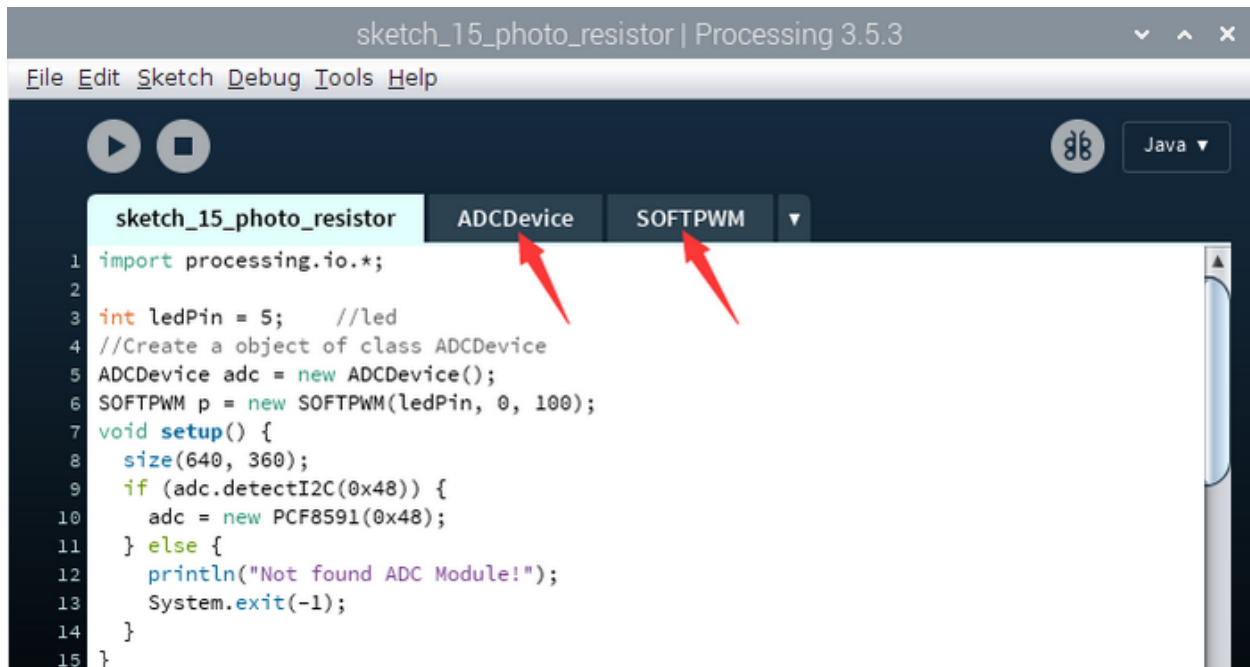 sketch_15_photo_resistor | Processing 3.5.3
File Edit Sketch Debug Tools Help
Java ▼
sketch_15_photo_resistor ADCDevice SOFTPWM ▼
1 import processing.io.*;
2
3 int ledPin = 5;    //led
4 //Create a object of class ADCDevice
5 ADCDevice adc = new ADCDevice();
6 SOFTPWM p = new SOFTPWM(ledPin, 0, 100);
7 void setup() {
8   size(640, 360);
9   if (adc.detectI2C(0x48)) {
10     adc = new PCF8591(0x48);
11   } else {
12     println("Not found ADC Module!");
13     System.exit(-1);
14   }
15 }